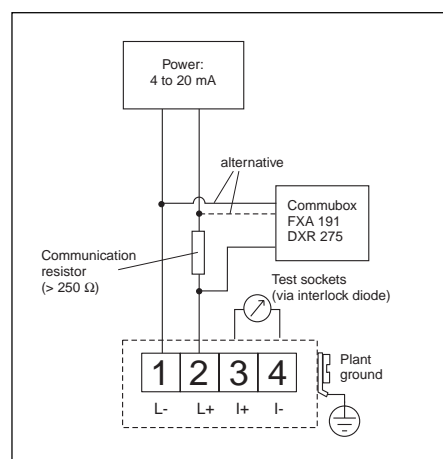 Power:
4 to 20 mA
alternative
Commubox
FXA 191
DXR 275
Communication
resistor
(> 250 Ω)
Test sockets
(via interlock diode)
1 2 3 4
L- L+ I+ I-
Plant
ground